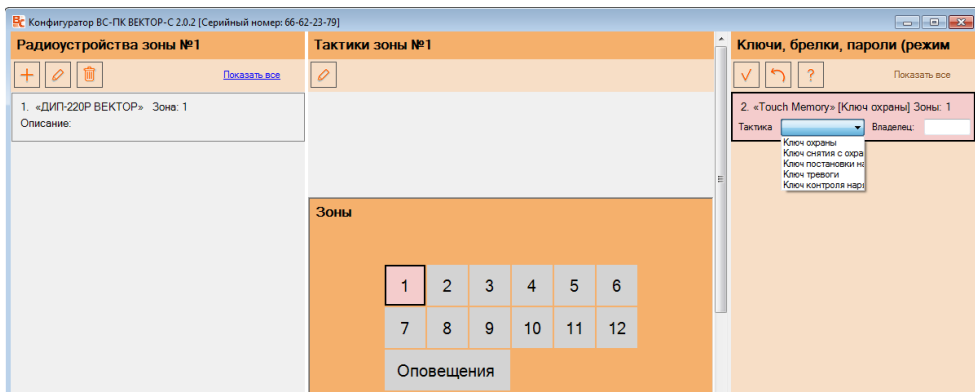 Конфигуратор ВС-ПК ВЕКТОР-С 2.0.2 [Серийный номер: 66-62-23-79]
Радиоустройства зоны №1
Показать все
1. «ДИП-220Р ВЕКТОР» Зона: 1
Описание:
Тактики зоны №1
Зоны
1 2 3 4 5 6
7 8 9 10 11 12
Оповещения
Ключи, брелки, пароли (режим
? Показать все
2. «Touch Memory» [Ключ охраны] Зоны: 1
Тактика Владелец:
Ключ охраны
Ключ снятия с охра
Ключ постановки на
Ключ тревоги
Ключ контроля наря